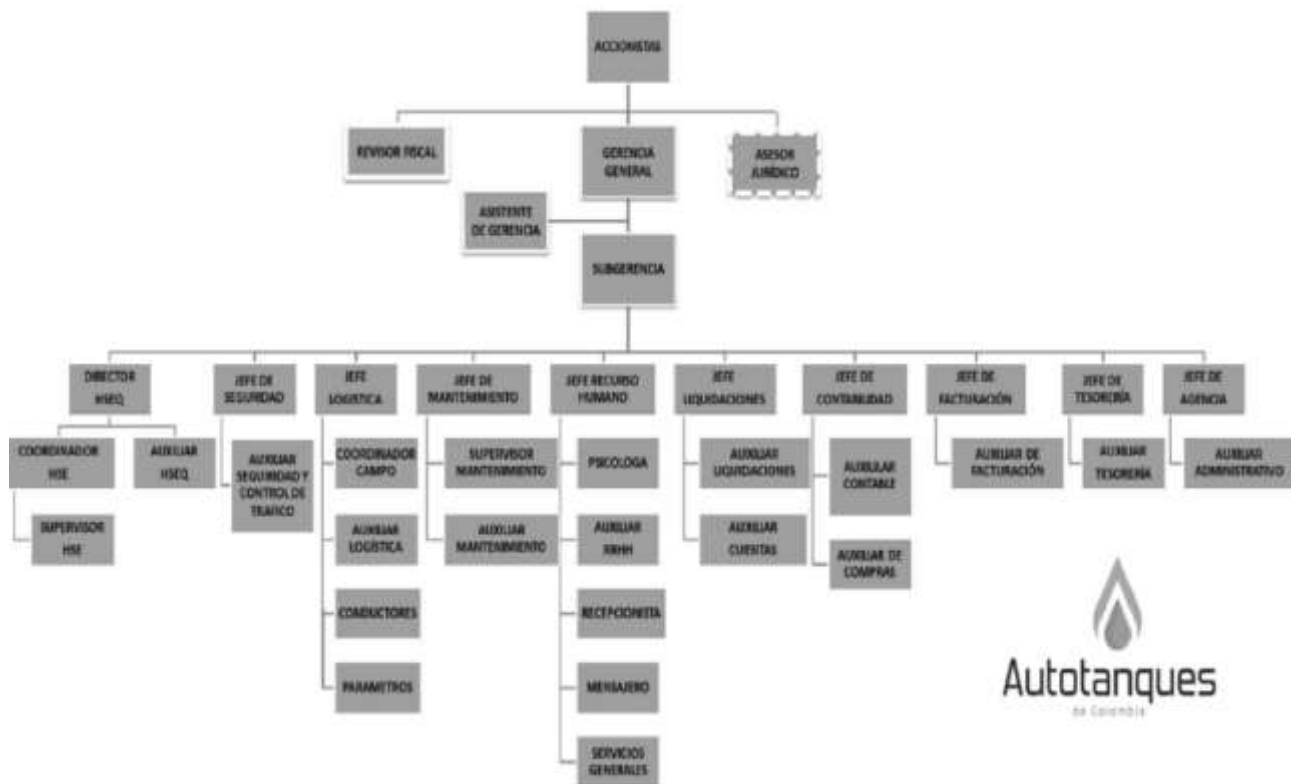 ACCIONISTAS
REVISOR FISCAL
GERENCIA
GENERAL
ASESOR
JURÍDICO
ASISTENTE
DE GERENCIA
SUBGERENCIA
DIRECTOR
HSEQ
JEFE DE
SEGURIDAD
JEFE
LOGISTICA
JEFE DE
MANTENIMIENTO
JEFE RECURSO
HUMANO
JEFE
LIQUIDACIONES
JEFE DE
CONTABILIDAD
JEFE DE
FACTURACIÓN
JEFE DE
TESORERÍA
JEFE DE
AGENCIA
COORDINADOR
HSE
AUXILIAR
HSEQ
AUXILIAR
SEGURIDAD Y
CONTROL DE
TRAFICO
COORDINADOR
CAMPO
SUPERVISOR
MANTENIMIENTO
PSICOLOGA
AUXILIAR
LIQUIDACIONES
AUXILULAR
CONTABLE
AUXILIAR DE
FACTURACIÓN
AUXILIAR
TESORERÍA
AUXILIAR
ADMINISTRATIVO
SUPERVISOR
HSE
AUXILIAR
LOGÍSTICA
AUXILIAR
MANTENIMIENTO
AUXILIAR
RRHH
AUXILIAR
CUENTAS
AUXILIAR DE
COMPRAS
CONDUCTORES
RECEPCIONISTA
PARAMETROS
MENSAJERO
SERVICIOS
GENERALES
Autotanques
de Colombia